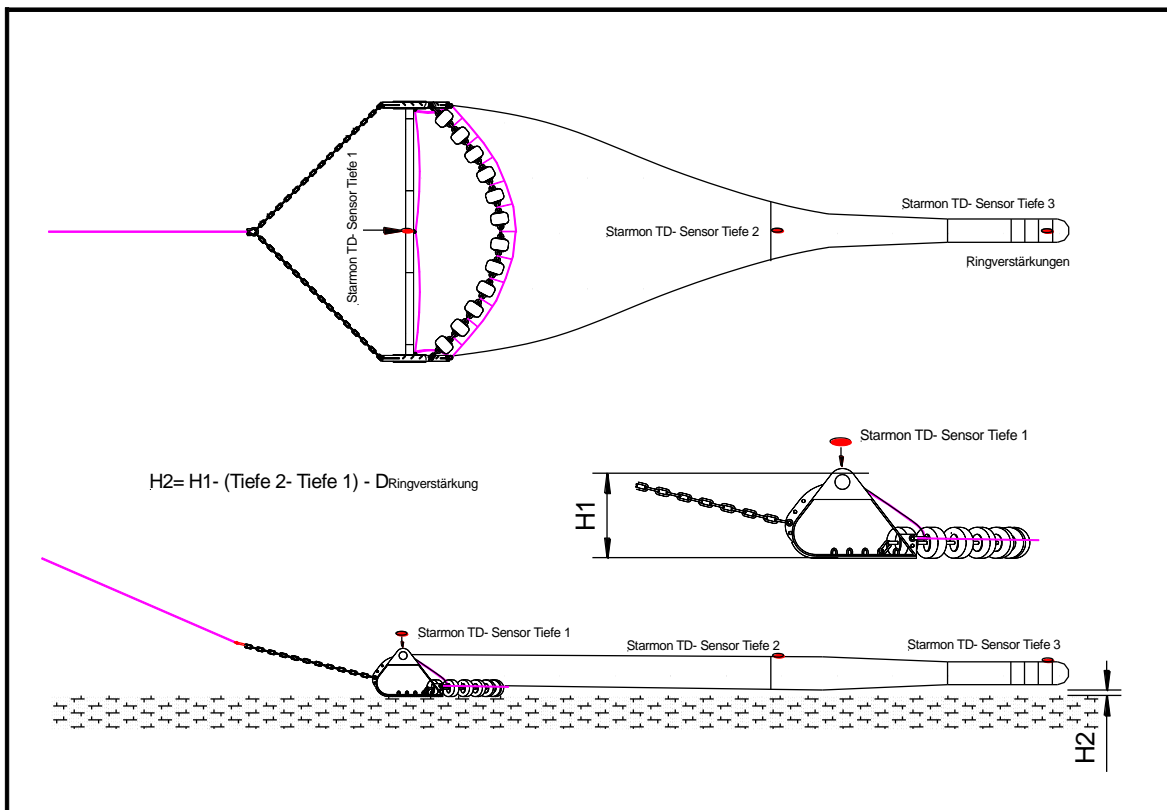 Starmon TD- Sensor Tiefe 1
Starmon TD- Sensor Tiefe 2
Starmon TD- Sensor Tiefe 3
Ringverstärkungen
Starmon TD- Sensor Tiefe 1
H2= H1- (Tiefe 2- Tiefe 1) - DRingverstärkung
H1
Starmon TD- Sensor Tiefe 1
Starmon TD- Sensor Tiefe 2
Starmon TD- Sensor Tiefe 3
H2